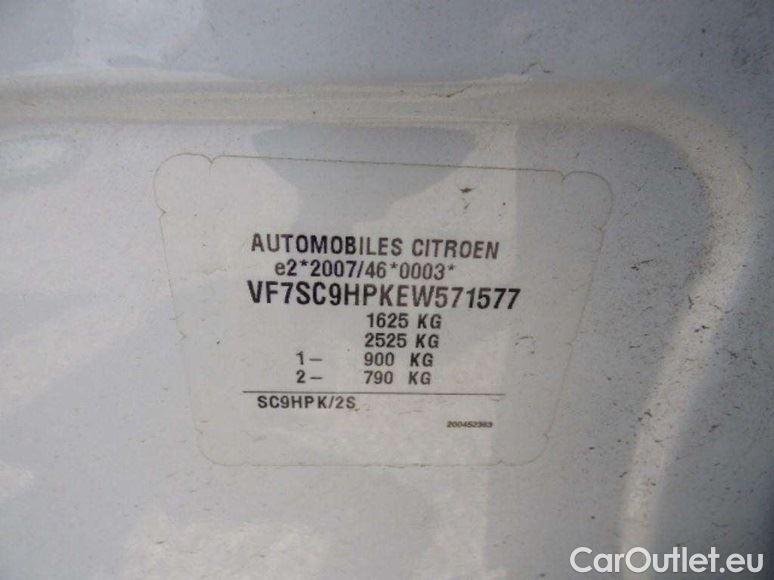 AUTOMOBILES CITROEN
e2*2007/46*0003*
VF7SC9HPKEW571577
1625 KG
2525 KG
1- 900 KG
2- 790 KG
SC9HPK/2S
200452363
CarOutlet.eu